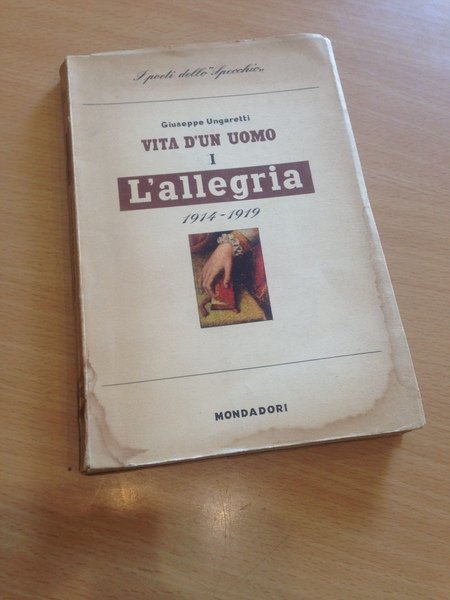 I poeti dello "Specchio„
Giuseppe Ungaretti
VITA D'UN UOMO
I
L'allegria
1914-1919
MONDADORI